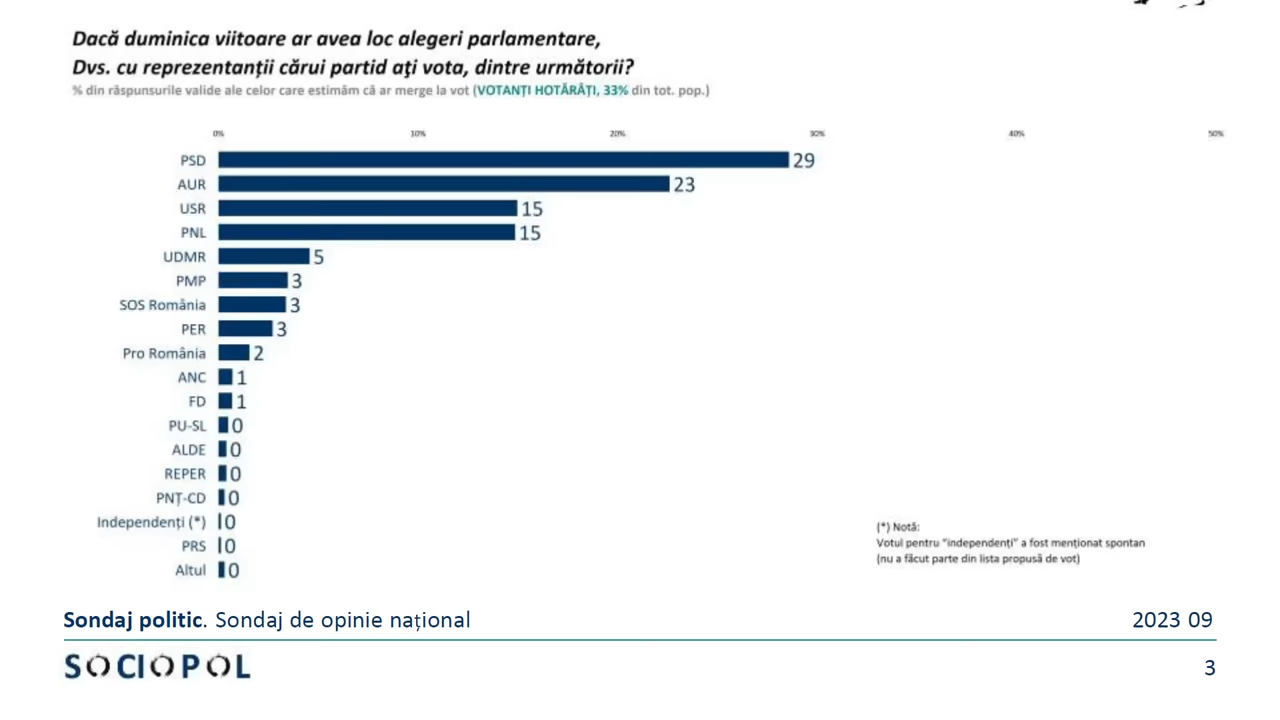 Dacă duminica viitoare ar avea loc alegeri parlamentare,
Dvs. cu reprezentanții cărui partid ați vota, dintre următorii?
% din răspunsurile valide ale celor care estimăm că ar merge la vot (VOTANȚI HOTĂRÂȚI, 33% din tot. pop.)
0% 10% 20% 30% 40% 50%
PSD 29
AUR 23
USR 15
PNL 15
UDMR 5
PMP 3
SOS România 3
PER 3
Pro România 2
ANC 1
FD 1
PU-SL 0
ALDE 0
REPER 0
PNȚ-CD 0
Independenți (*) 0
PRS 0
Altul 0
(*) Notă:
Votul pentru "independenți" a fost menționat spontan
(nu a făcut parte din lista propusă de vot)
Sondaj politic. Sondaj de opinie național 2023 09
SOCIOPOL 3